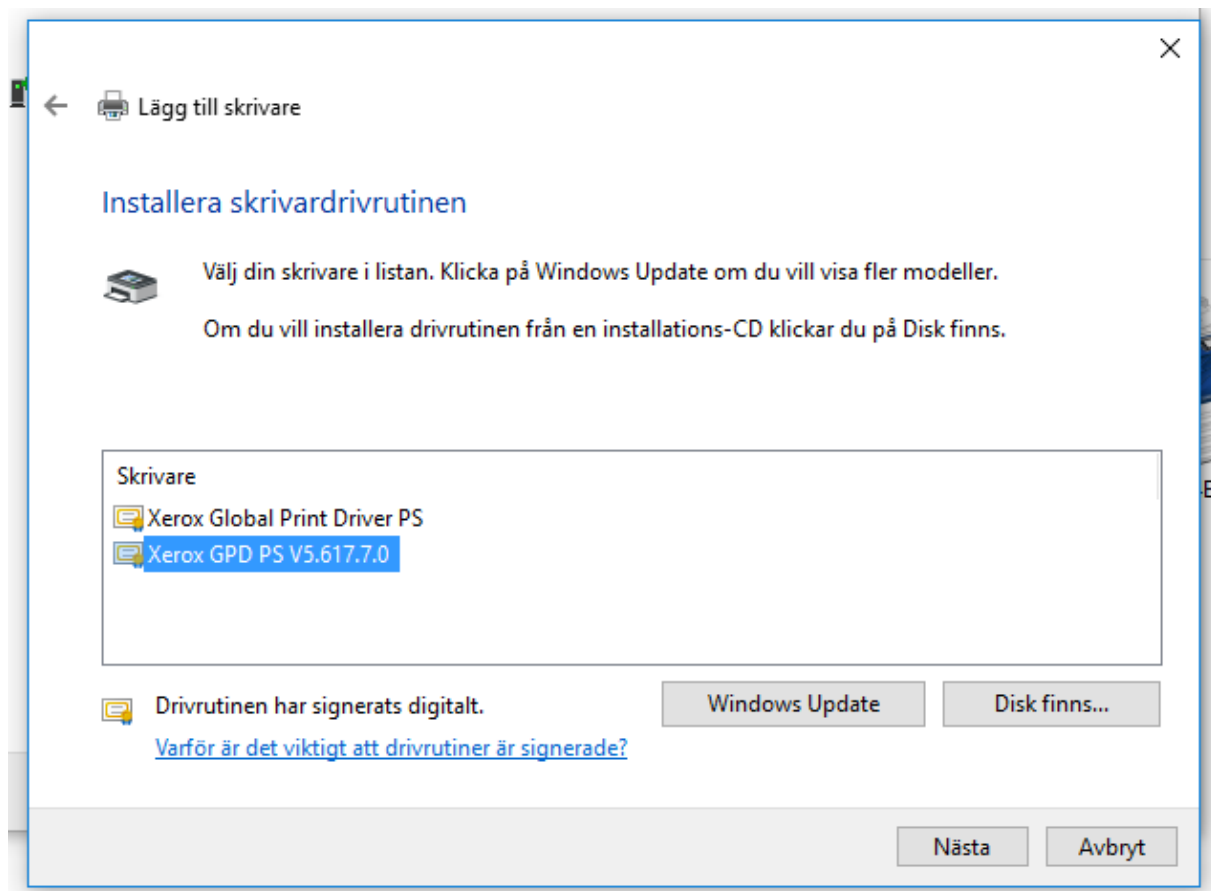 Lägg till skrivare
Installera skrivardrivrutinen
Välj din skrivare i listan. Klicka på Windows Update om du vill visa fler modeller.
Om du vill installera drivrutinen från en installations-CD klickar du på Disk finns.
Skrivare
Xerox Global Print Driver PS
Xerox GPD PS V5.617.7.0
Drivrutinen har signerats digitalt.
Windows Update
Disk finns...
Varför är det viktigt att drivrutiner är signerade?
Nästa
Avbryt